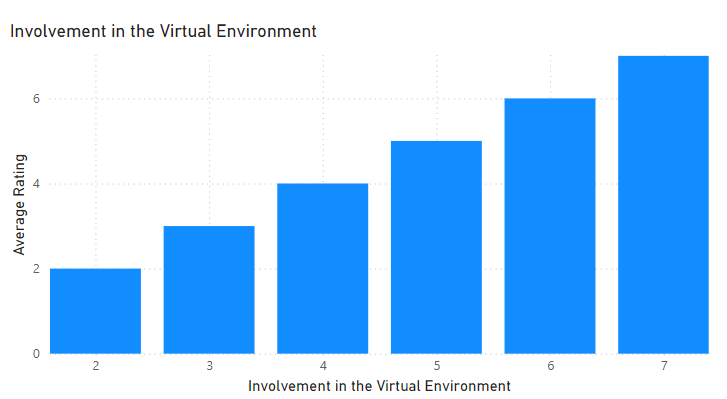 Involvement in the Virtual Environment
Average Rating
6
4
2
0
2 3 4 5 6 7
Involvement in the Virtual Environment